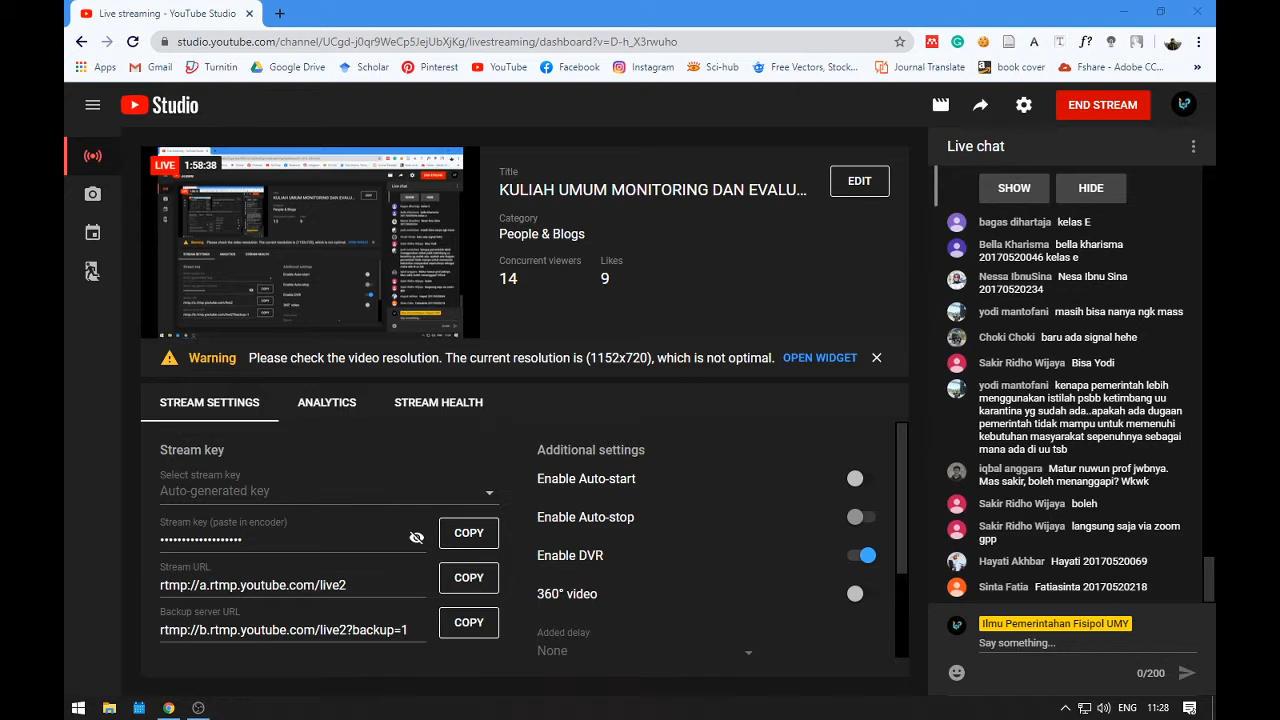 Live streaming - YouTube Studio
studio.youtube.com/channel/UCgd-j0qr9WeCp5JejUbXjKg/livestreaming/dashboard?v=D-h_X3nwuho
Apps Gmail Turnitin Google Drive Scholar Pinterest YouTube Facebook Instagram Sci-hub Free Vectors, Stock... Journal Translate book cover Fshare - Adobe CC...
Studio
END STREAM
LIVE 1:58:38
Title
KULIAH UMUM MONITORING DAN EVALU...
EDIT
Category
People & Blogs
Concurrent viewers Likes
14 9
Warning Please check the video resolution. The current resolution is (1152x720), which is not optimal. OPEN WIDGET
STREAM SETTINGS ANALYTICS STREAM HEALTH
Stream key
Select stream key
Auto-generated key
Stream key (paste in encoder)
•••••••••••••••••••
COPY
Stream URL
rtmp://a.rtmp.youtube.com/live2
COPY
Backup server URL
rtmp://b.rtmp.youtube.com/live2?backup=1
COPY
Additional settings
Enable Auto-start
Enable Auto-stop
Enable DVR
360° video
Added delay
None
Live chat
SHOW HIDE
bagas dihartaja kelas E
Bella Kharisma bella kharisma
20170520046 kelas e
Nessa IbnuSina Nesa Ibnu Sina
20170520234
yodi mantofani masih bisa tanya ngk mass
Choki Choki baru ada signal hehe
Sakir Ridho Wijaya Bisa Yodi
yodi mantofani kenapa pemerintah lebih
menggunakan istilah psbb ketimbang uu
karantina yg sudah ada..apakah ada dugaan
pemerintah tidak mampu untuk memenuhi
kebutuhan masyarakat sepenuhnya sebagai
mana ada di uu tsb
iqbal anggara Matur nuwun prof jwbnya.
Mas sakir, boleh menanggapi? Wkwk
Sakir Ridho Wijaya boleh
Sakir Ridho Wijaya langsung saja via zoom
gpp
Hayati Akhbar Hayati 20170520069
Sinta Fatia Fatiasinta 20170520218
Ilmu Pemerintahan Fisipol UMY
Say something...
0/200
ENG 11:28